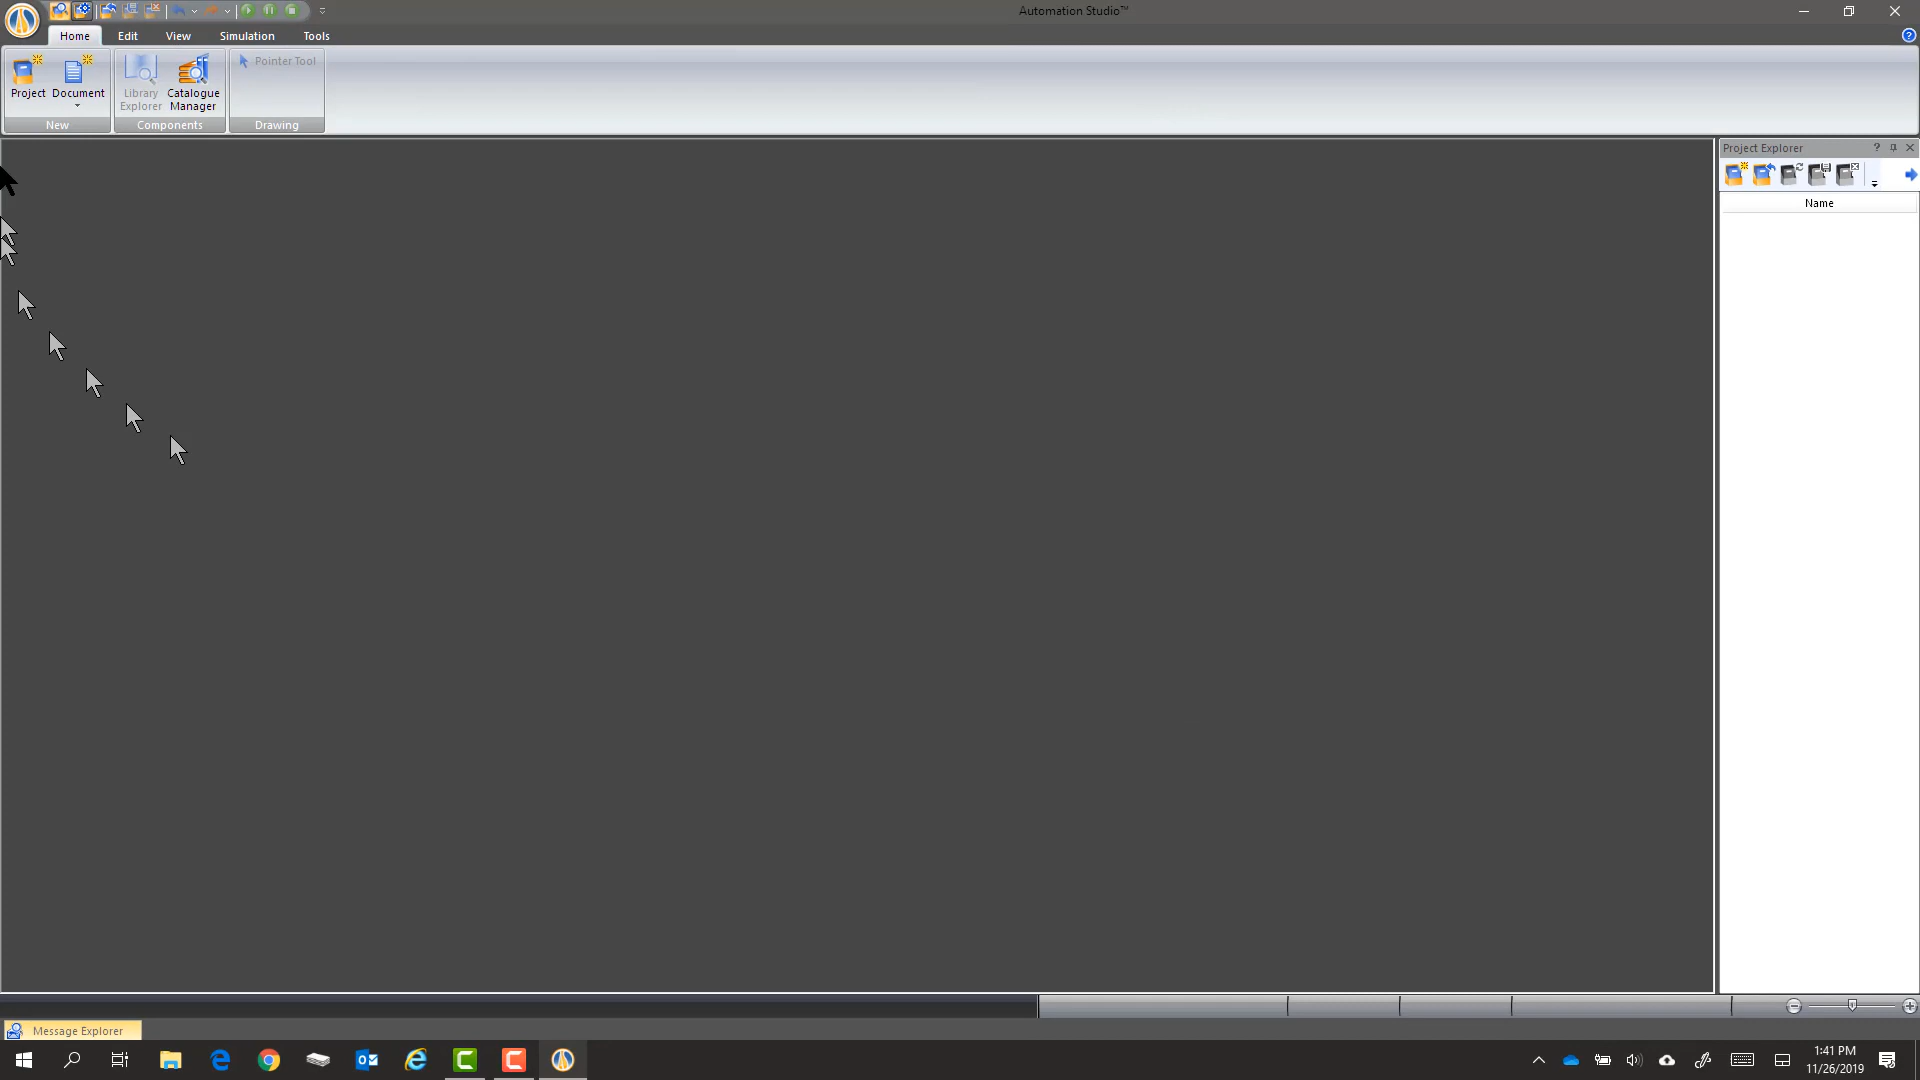 Automation Studio™
Home Edit View Simulation Tools
Project Document Library Explorer Catalogue Manager Pointer Tool
New Components Drawing
Project Explorer
Name
Message Explorer
1:41 PM
11/26/2019